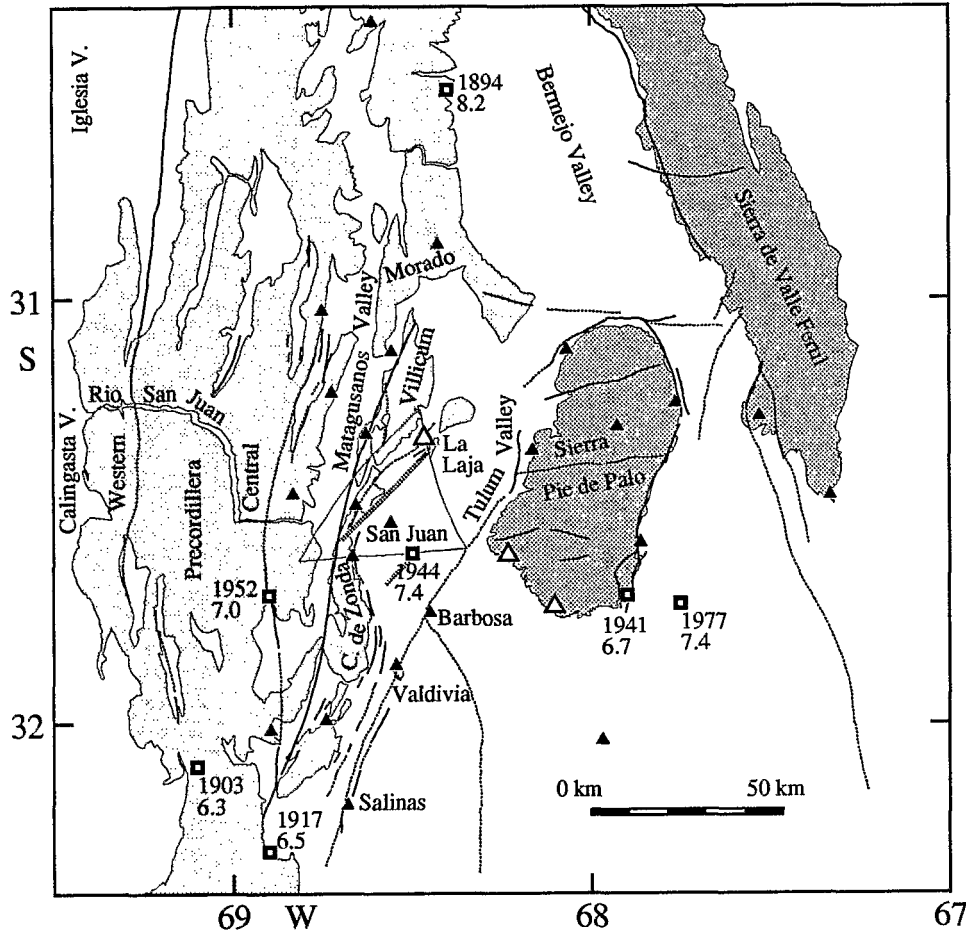 Iglesia V.
1894
8.2
Bermejo Valley
Sierra de Valle Fertil
Morado
31
S
Matagusanos Valley
Villicum
Rio San Juan
La
Laja
Tulum Valley
Sierra
Pie de Palo
Calingasta V.
Western
Precordillera
Central
San Juan
1944
7.4
C. de Zonda
1952
7.0
Barbosa
1941
6.7
1977
7.4
Valdivia
32
1903
6.3
1917
6.5
Salinas
0 km 50 km
69 W 68 67